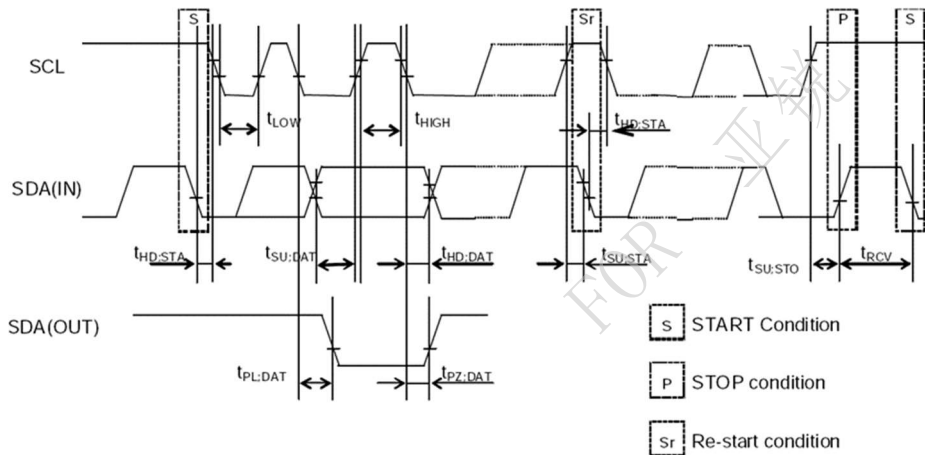 S Sr P S
SCL
tLOW tHIGH tHD;STA
SDA(IN)
tHD;STA tSU;DAT tHD;DAT tSU;STA tSU;STO tRCV
SDA(OUT)
tPL;DAT tPZ;DAT
S START Condition
P STOP condition
Sr Re-start condition
FOR 亚锐